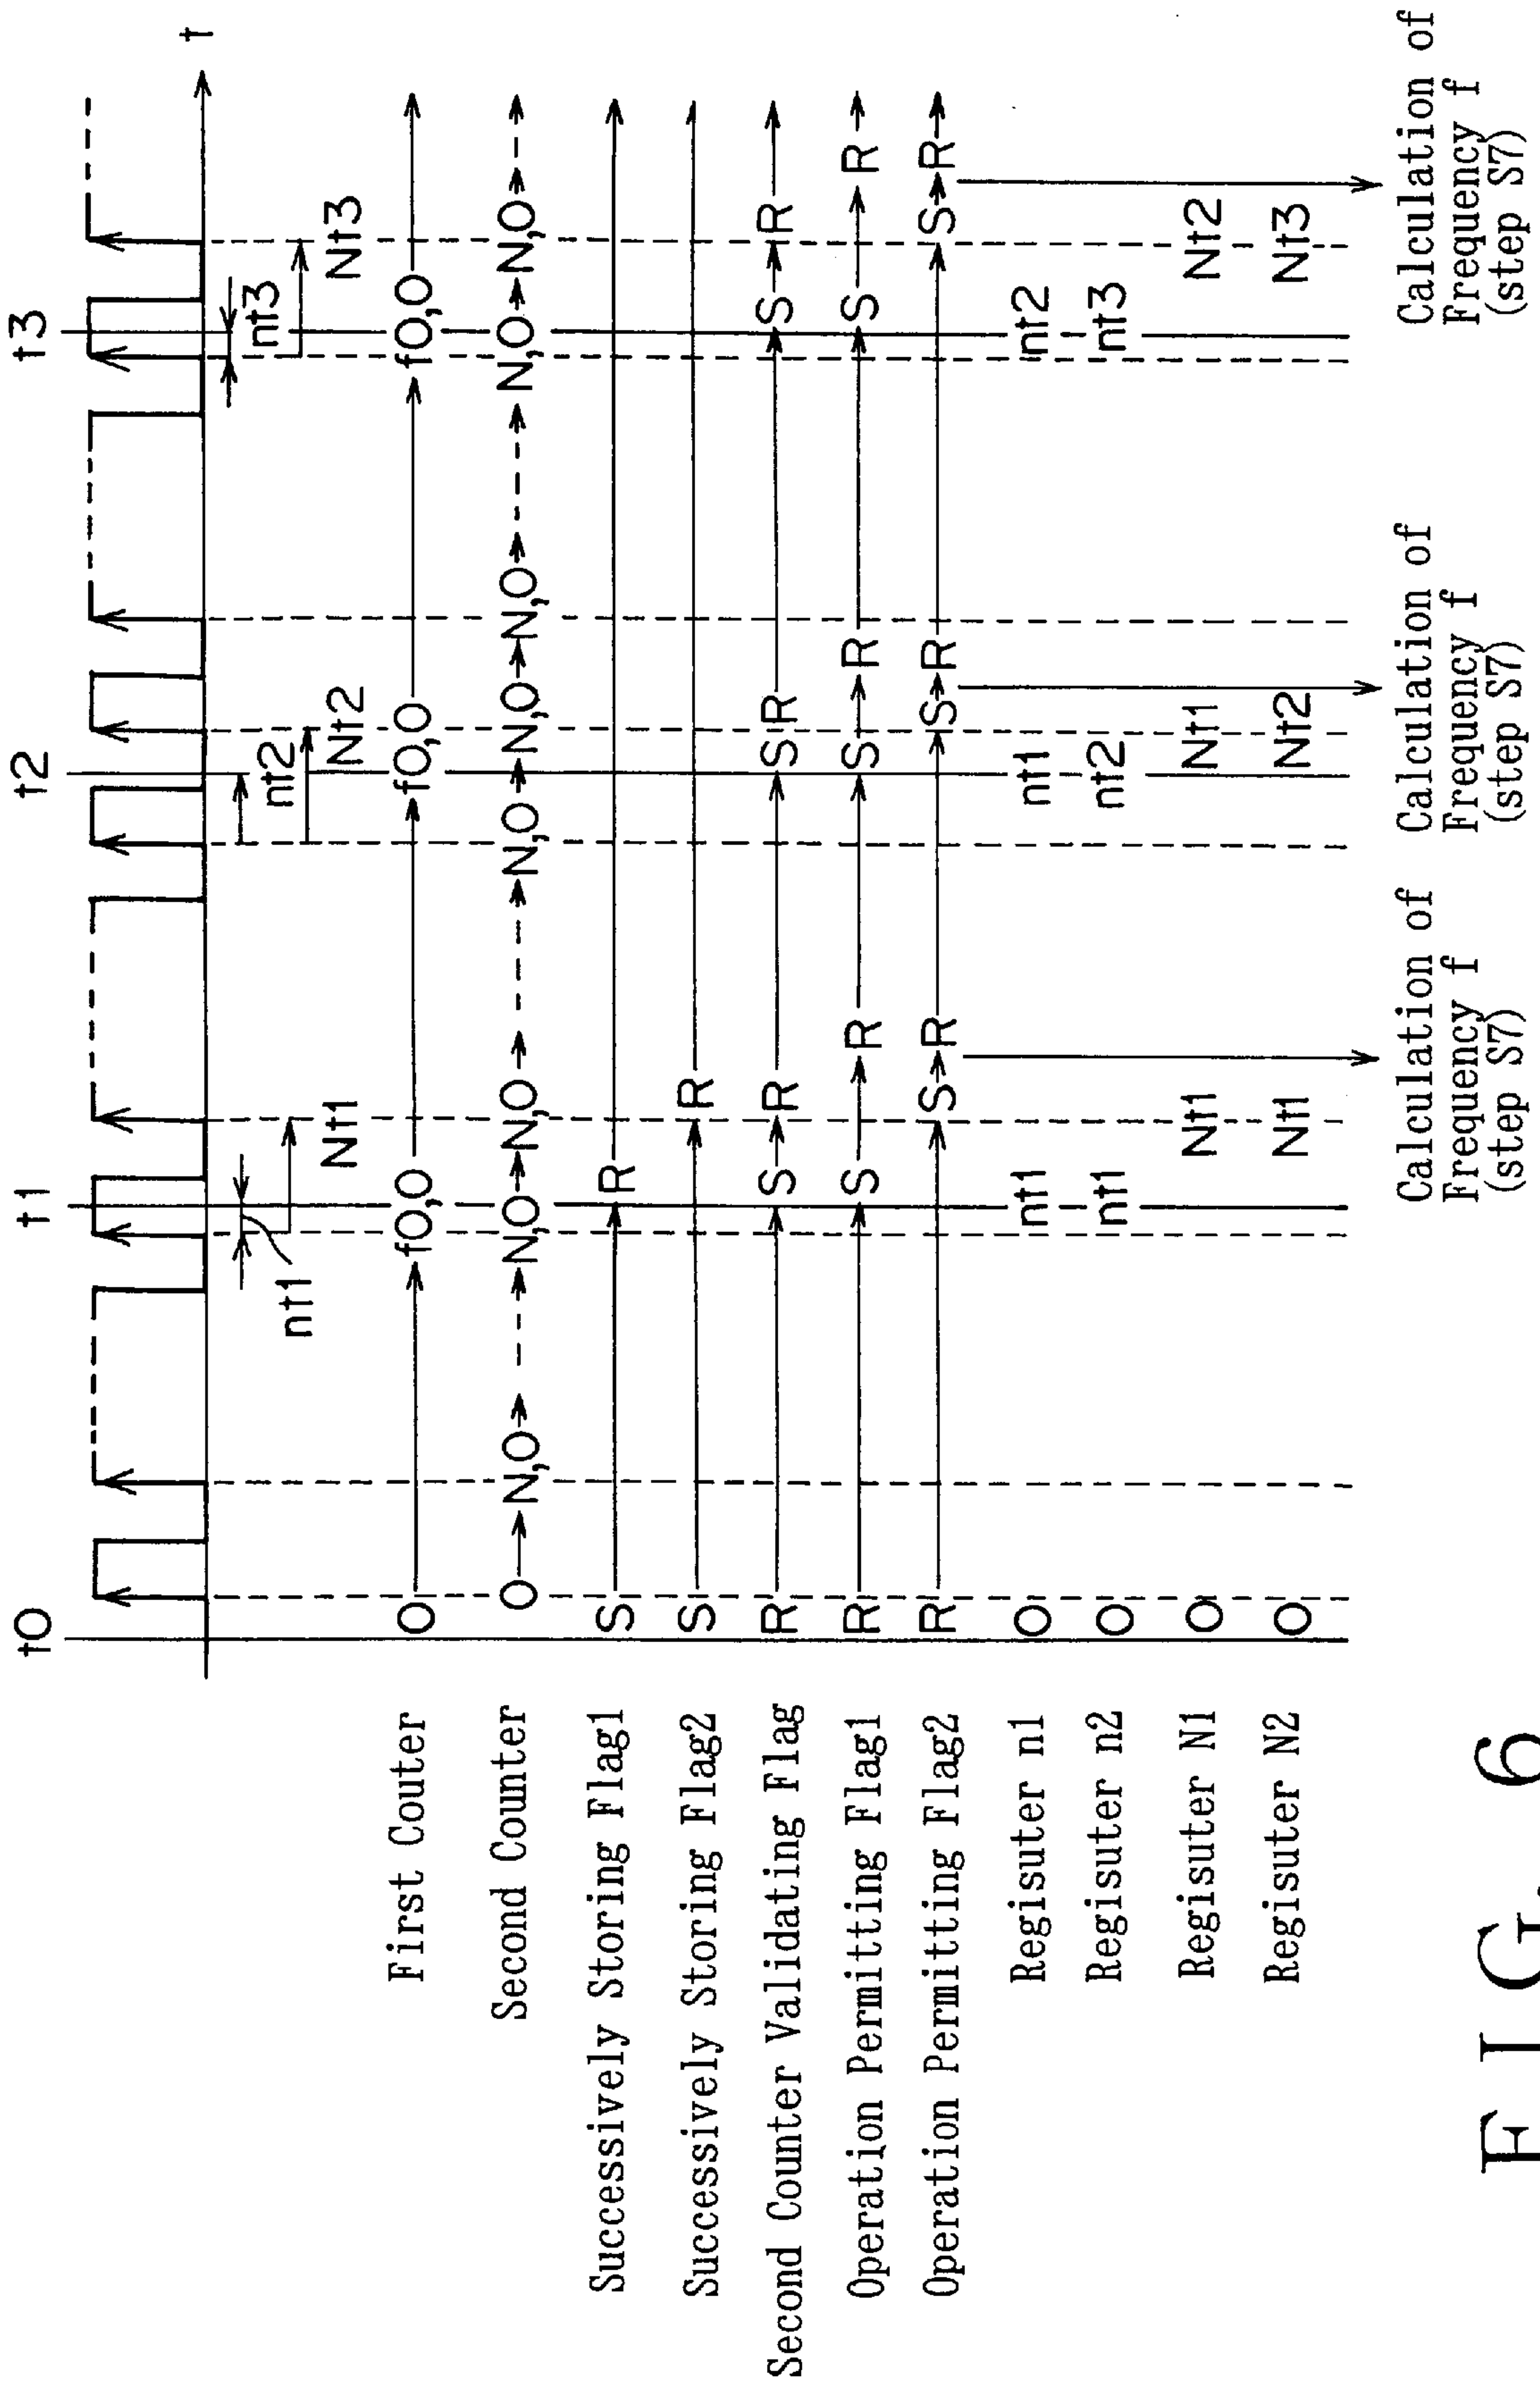 t0 t1 t2 t3
t
nt1 nt2 nt3
Nt1 Nt2 Nt3
First Couter 0 f0,0 f0,0 f0,0
Second Counter 0 N,0 N,0 N,0 N,0 N,0 N,0 N,0 N,0
Successively Storing Flag1 S R
Successively Storing Flag2 S R
Second Counter Validating Flag R S R S R S R
Operation Permitting Flag1 R S R S R S R
Operation Permitting Flag2 R S R S R S R
Regisuter n1 0 nt1 nt1 nt2
Regisuter n2 0 nt1 nt2 nt3
Regisuter N1 0 Nt1 Nt1 Nt2
Regisuter N2 0 Nt1 Nt2 Nt3
Calculation of
Frequency f
(step S7)
Calculation of
Frequency f
(step S7)
Calculation of
Frequency f
(step S7)
FIG. 6